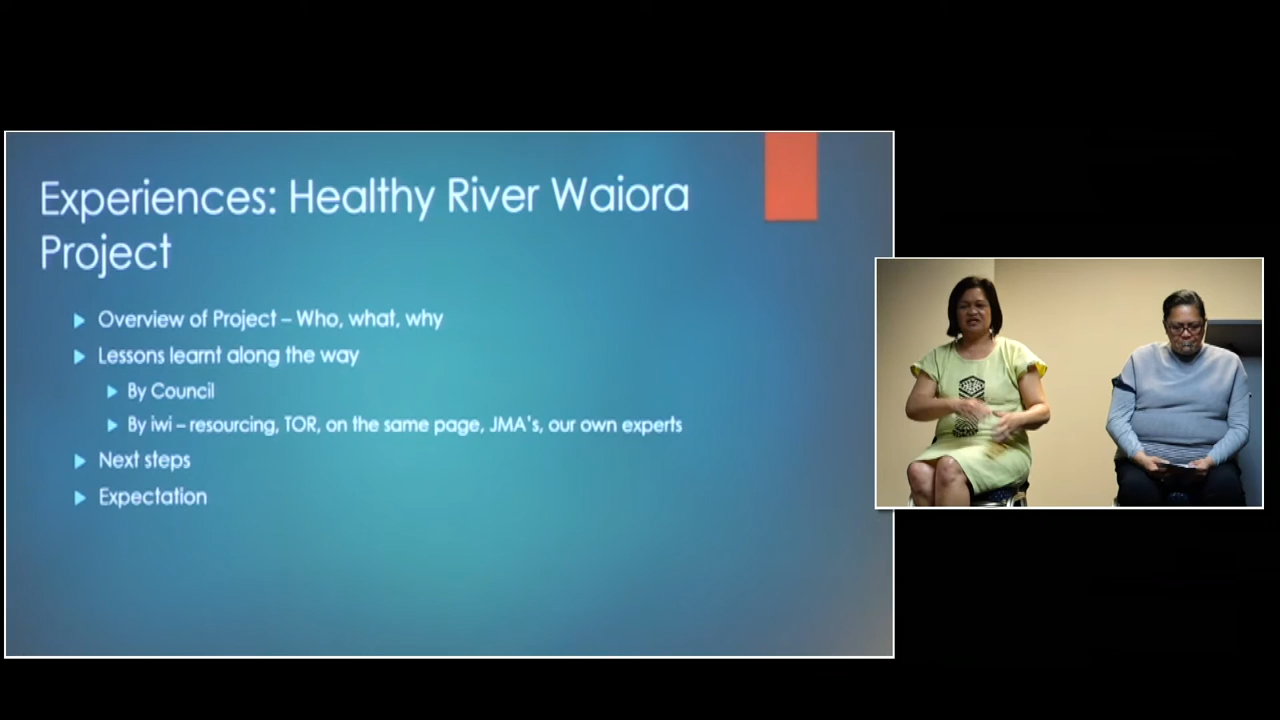 Experiences: Healthy River Waiora
Project
Overview of Project – Who, what, why
Lessons learnt along the way
By Council
By iwi – resourcing, TOR, on the same page, JMA's, our own experts
Next steps
Expectation